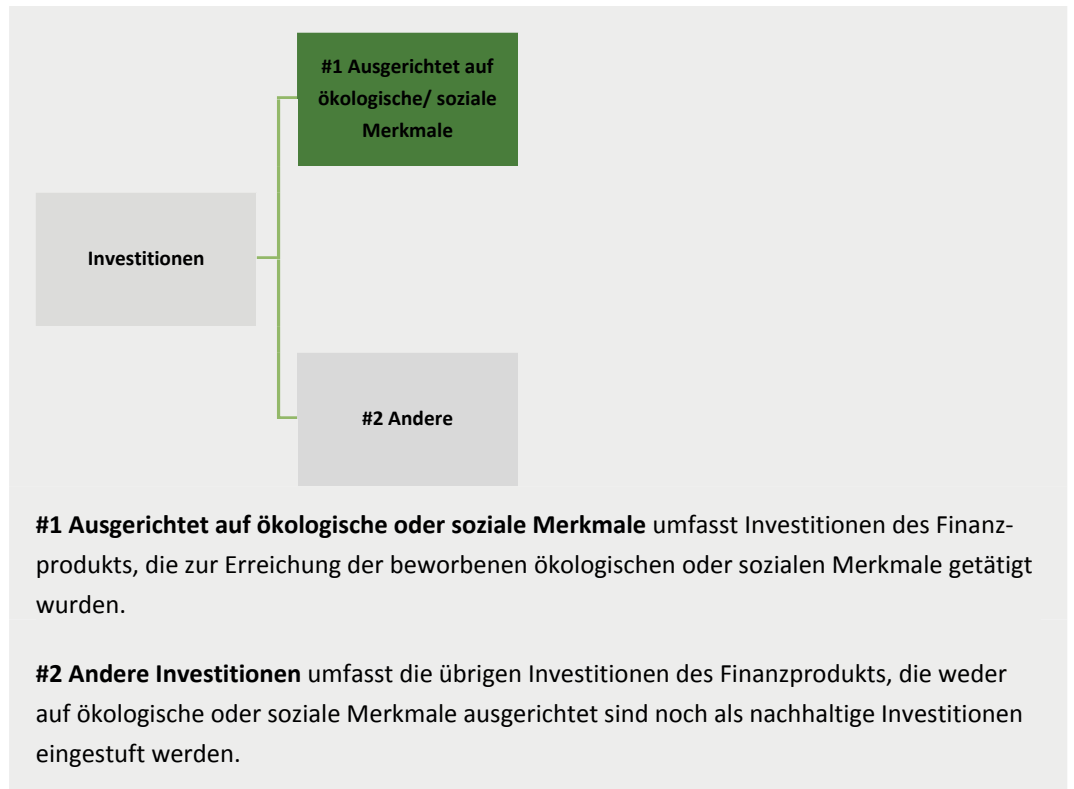 #1 Ausgerichtet auf
ökologische/ soziale
Merkmale
Investitionen
#2 Andere
#1 Ausgerichtet auf ökologische oder soziale Merkmale umfasst Investitionen des Finanz-
produkts, die zur Erreichung der beworbenen ökologischen oder sozialen Merkmale getätigt
wurden.
#2 Andere Investitionen umfasst die übrigen Investitionen des Finanzprodukts, die weder
auf ökologische oder soziale Merkmale ausgerichtet sind noch als nachhaltige Investitionen
eingestuft werden.